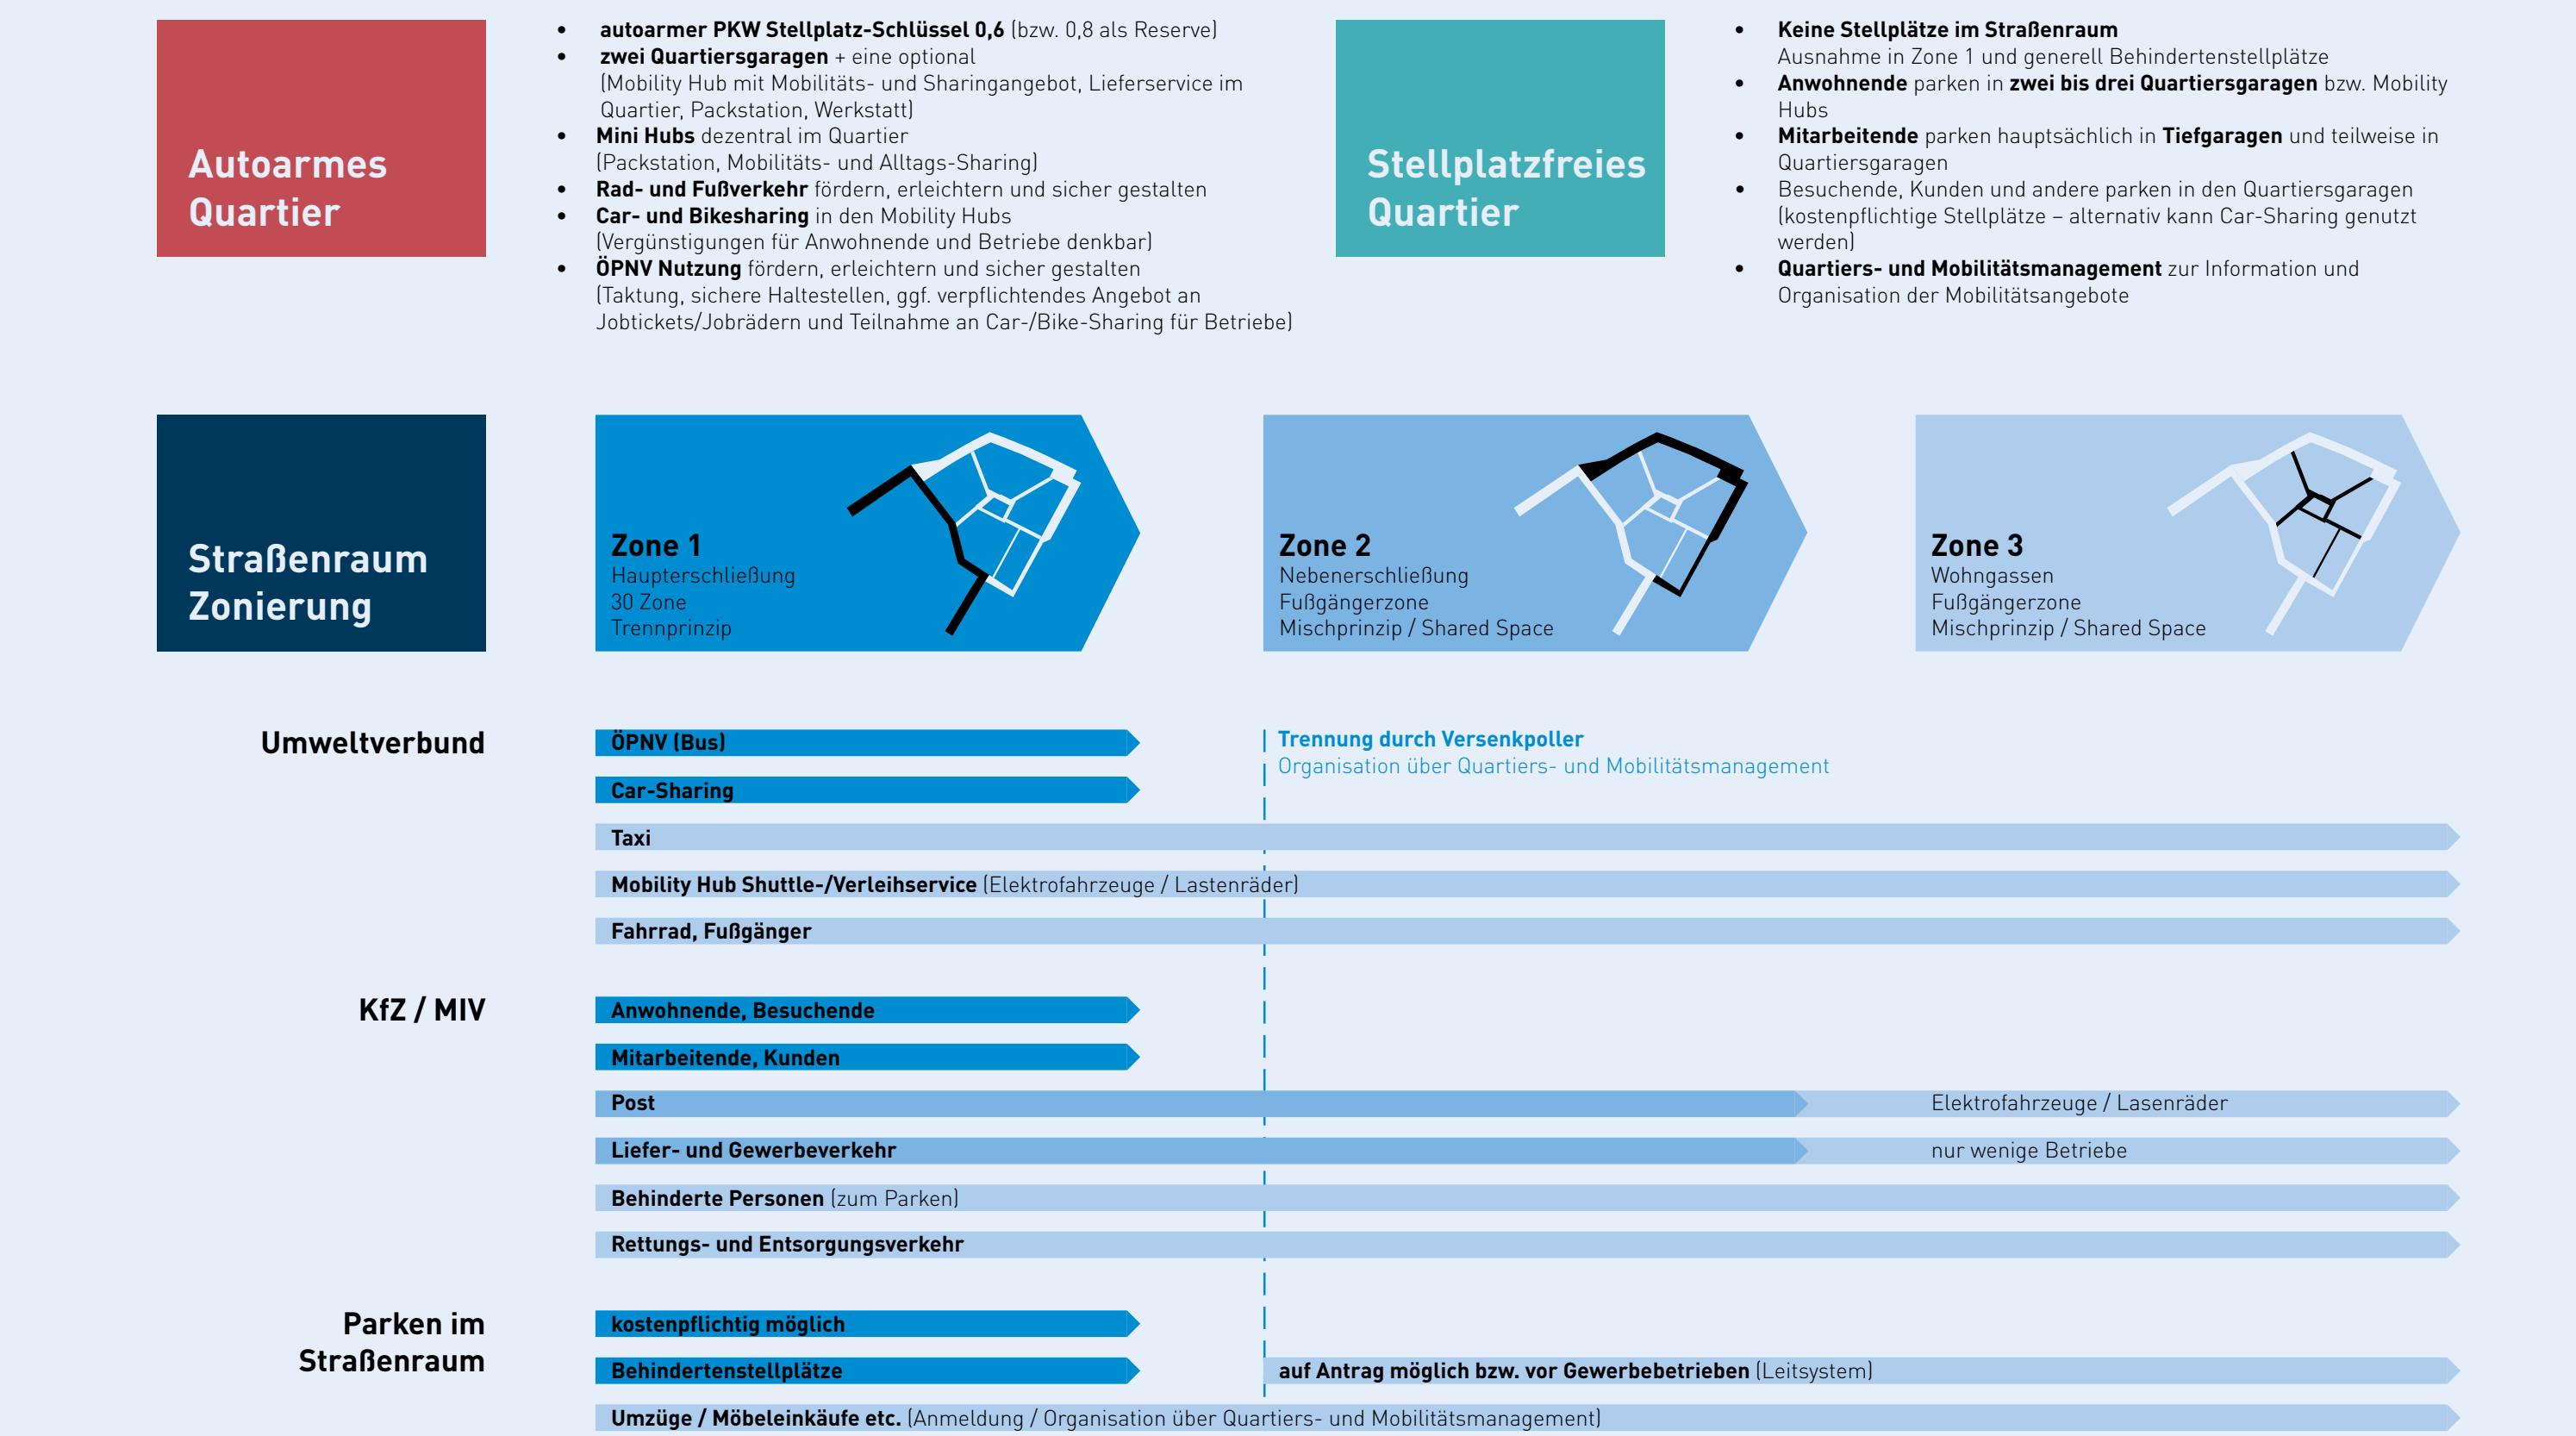 Autoarmes
Quartier
• autoarmer PKW Stellplatz-Schlüssel 0,6 (bzw. 0,8 als Reserve)
• zwei Quartiersgaragen + eine optional
(Mobility Hub mit Mobilitäts- und Sharingangebot, Lieferservice im
Quartier, Packstation, Werkstatt)
• Mini Hubs dezentral im Quartier
(Packstation, Mobilitäts- und Alltags-Sharing)
• Rad- und Fußverkehr fördern, erleichtern und sicher gestalten
• Car- und Bikesharing in den Mobility Hubs
(Vergünstigungen für Anwohnende und Betriebe denkbar)
• ÖPNV Nutzung fördern, erleichtern und sicher gestalten
(Taktung, sichere Haltestellen, ggf. verpflichtendes Angebot an
Jobtickets/Jobrädern und Teilnahme an Car-/Bike-Sharing für Betriebe)
Stellplatzfreies
Quartier
• Keine Stellplätze im Straßenraum
Ausnahme in Zone 1 und generell Behindertenstellplätze
• Anwohnende parken in zwei bis drei Quartiersgaragen bzw. Mobility
Hubs
• Mitarbeitende parken hauptsächlich in Tiefgaragen und teilweise in
Quartiersgaragen
• Besuchende, Kunden und andere parken in den Quartiersgaragen
(kostenpflichtige Stellplätze – alternativ kann Car-Sharing genutzt
werden)
• Quartiers- und Mobilitätsmanagement zur Information und
Organisation der Mobilitätsangebote
Straßenraum
Zonierung
Zone 1
Haupterschließung
30 Zone
Trennprinzip
Zone 2
Nebenerschließung
Fußgängerzone
Mischprinzip / Shared Space
Zone 3
Wohngassen
Fußgängerzone
Mischprinzip / Shared Space
Umweltverbund
ÖPNV (Bus)
Trennung durch Versenkpoller
Organisation über Quartiers- und Mobilitätsmanagement
Car-Sharing
Taxi
Mobility Hub Shuttle-/Verleihservice (Elektrofahrzeuge / Lastenräder)
Fahrrad, Fußgänger
KfZ / MIV
Anwohnende, Besuchende
Mitarbeitende, Kunden
Post
Elektrofahrzeuge / Lasenräder
Liefer- und Gewerbeverkehr
nur wenige Betriebe
Behinderte Personen (zum Parken)
Rettungs- und Entsorgungsverkehr
Parken im
Straßenraum
kostenpflichtig möglich
Behindertenstellplätze
auf Antrag möglich bzw. vor Gewerbebetrieben (Leitsystem)
Umzüge / Möbeleinkäufe etc. (Anmeldung / Organisation über Quartiers- und Mobilitätsmanagement)